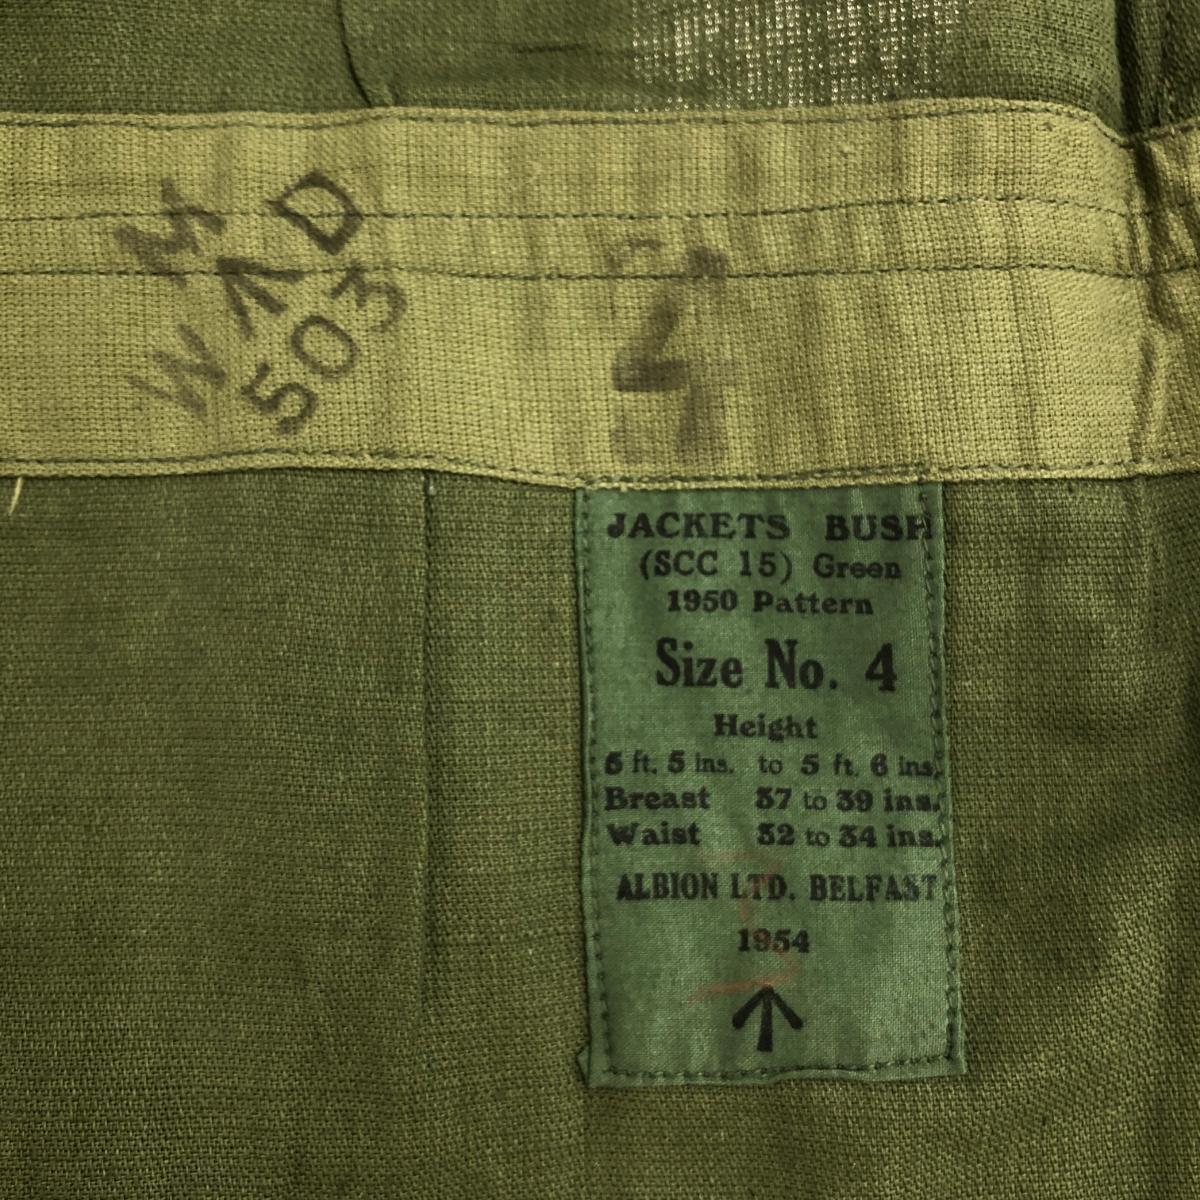 M
W Λ D
503
4
JACKETS BUSH
(SCC 15) Green
1950 Pattern
Size No. 4
Height
5 ft. 5 ins. to 5 ft. 6 ins.
Breast 37 to 39 ins.
Waist 32 to 34 ins.
ALBION LTD. BELFAST
1954